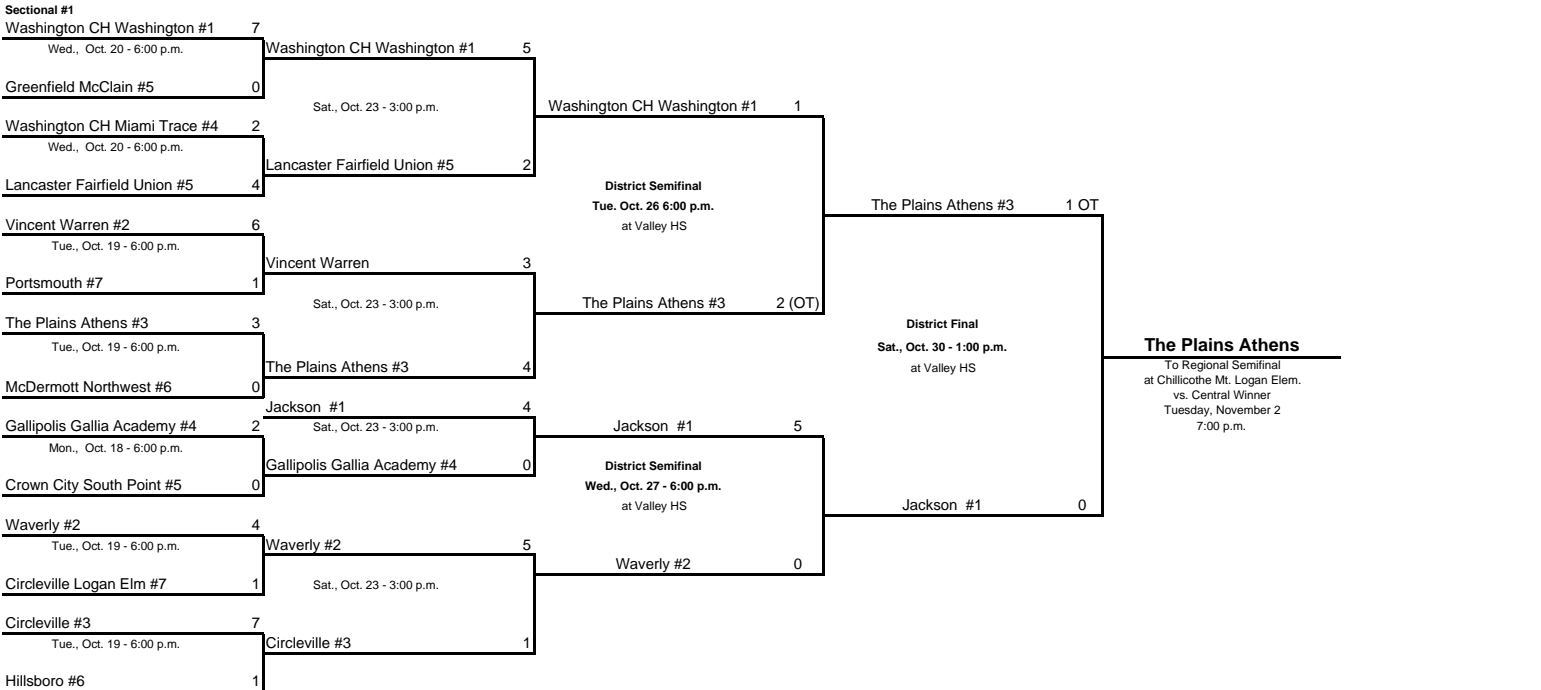 Sectional #1
Washington CH Washington #1 7
Wed., Oct. 20 - 6:00 p.m.
Greenfield McClain #5 0
Washington CH Miami Trace #4 2
Wed., Oct. 20 - 6:00 p.m.
Lancaster Fairfield Union #5 4
Vincent Warren #2 6
Tue., Oct. 19 - 6:00 p.m.
Portsmouth #7 1
The Plains Athens #3 3
Tue., Oct. 19 - 6:00 p.m.
McDermott Northwest #6 0
Gallipolis Gallia Academy #4 2
Mon., Oct. 18 - 6:00 p.m.
Crown City South Point #5 0
Waverly #2 4
Tue., Oct. 19 - 6:00 p.m.
Circleville Logan Elm #7 1
Circleville #3 7
Tue., Oct. 19 - 6:00 p.m.
Hillsboro #6 1
Washington CH Washington #1 5
Sat., Oct. 23 - 3:00 p.m.
Lancaster Fairfield Union #5 2
Vincent Warren 3
Sat., Oct. 23 - 3:00 p.m.
The Plains Athens #3 4
Jackson #1 4
Sat., Oct. 23 - 3:00 p.m.
Gallipolis Gallia Academy #4 0
Waverly #2 5
Sat., Oct. 23 - 3:00 p.m.
Circleville #3 1
Washington CH Washington #1 1
District Semifinal
Tue. Oct. 26 6:00 p.m.
at Valley HS
The Plains Athens #3 2 (OT)
Jackson #1 5
District Semifinal
Wed., Oct. 27 - 6:00 p.m.
at Valley HS
Waverly #2 0
The Plains Athens #3 1 OT
District Final
Sat., Oct. 30 - 1:00 p.m.
at Valley HS
Jackson #1 0
The Plains Athens
To Regional Semifinal
at Chillicothe Mt. Logan Elem.
vs. Central Winner
Tuesday, November 2
7:00 p.m.